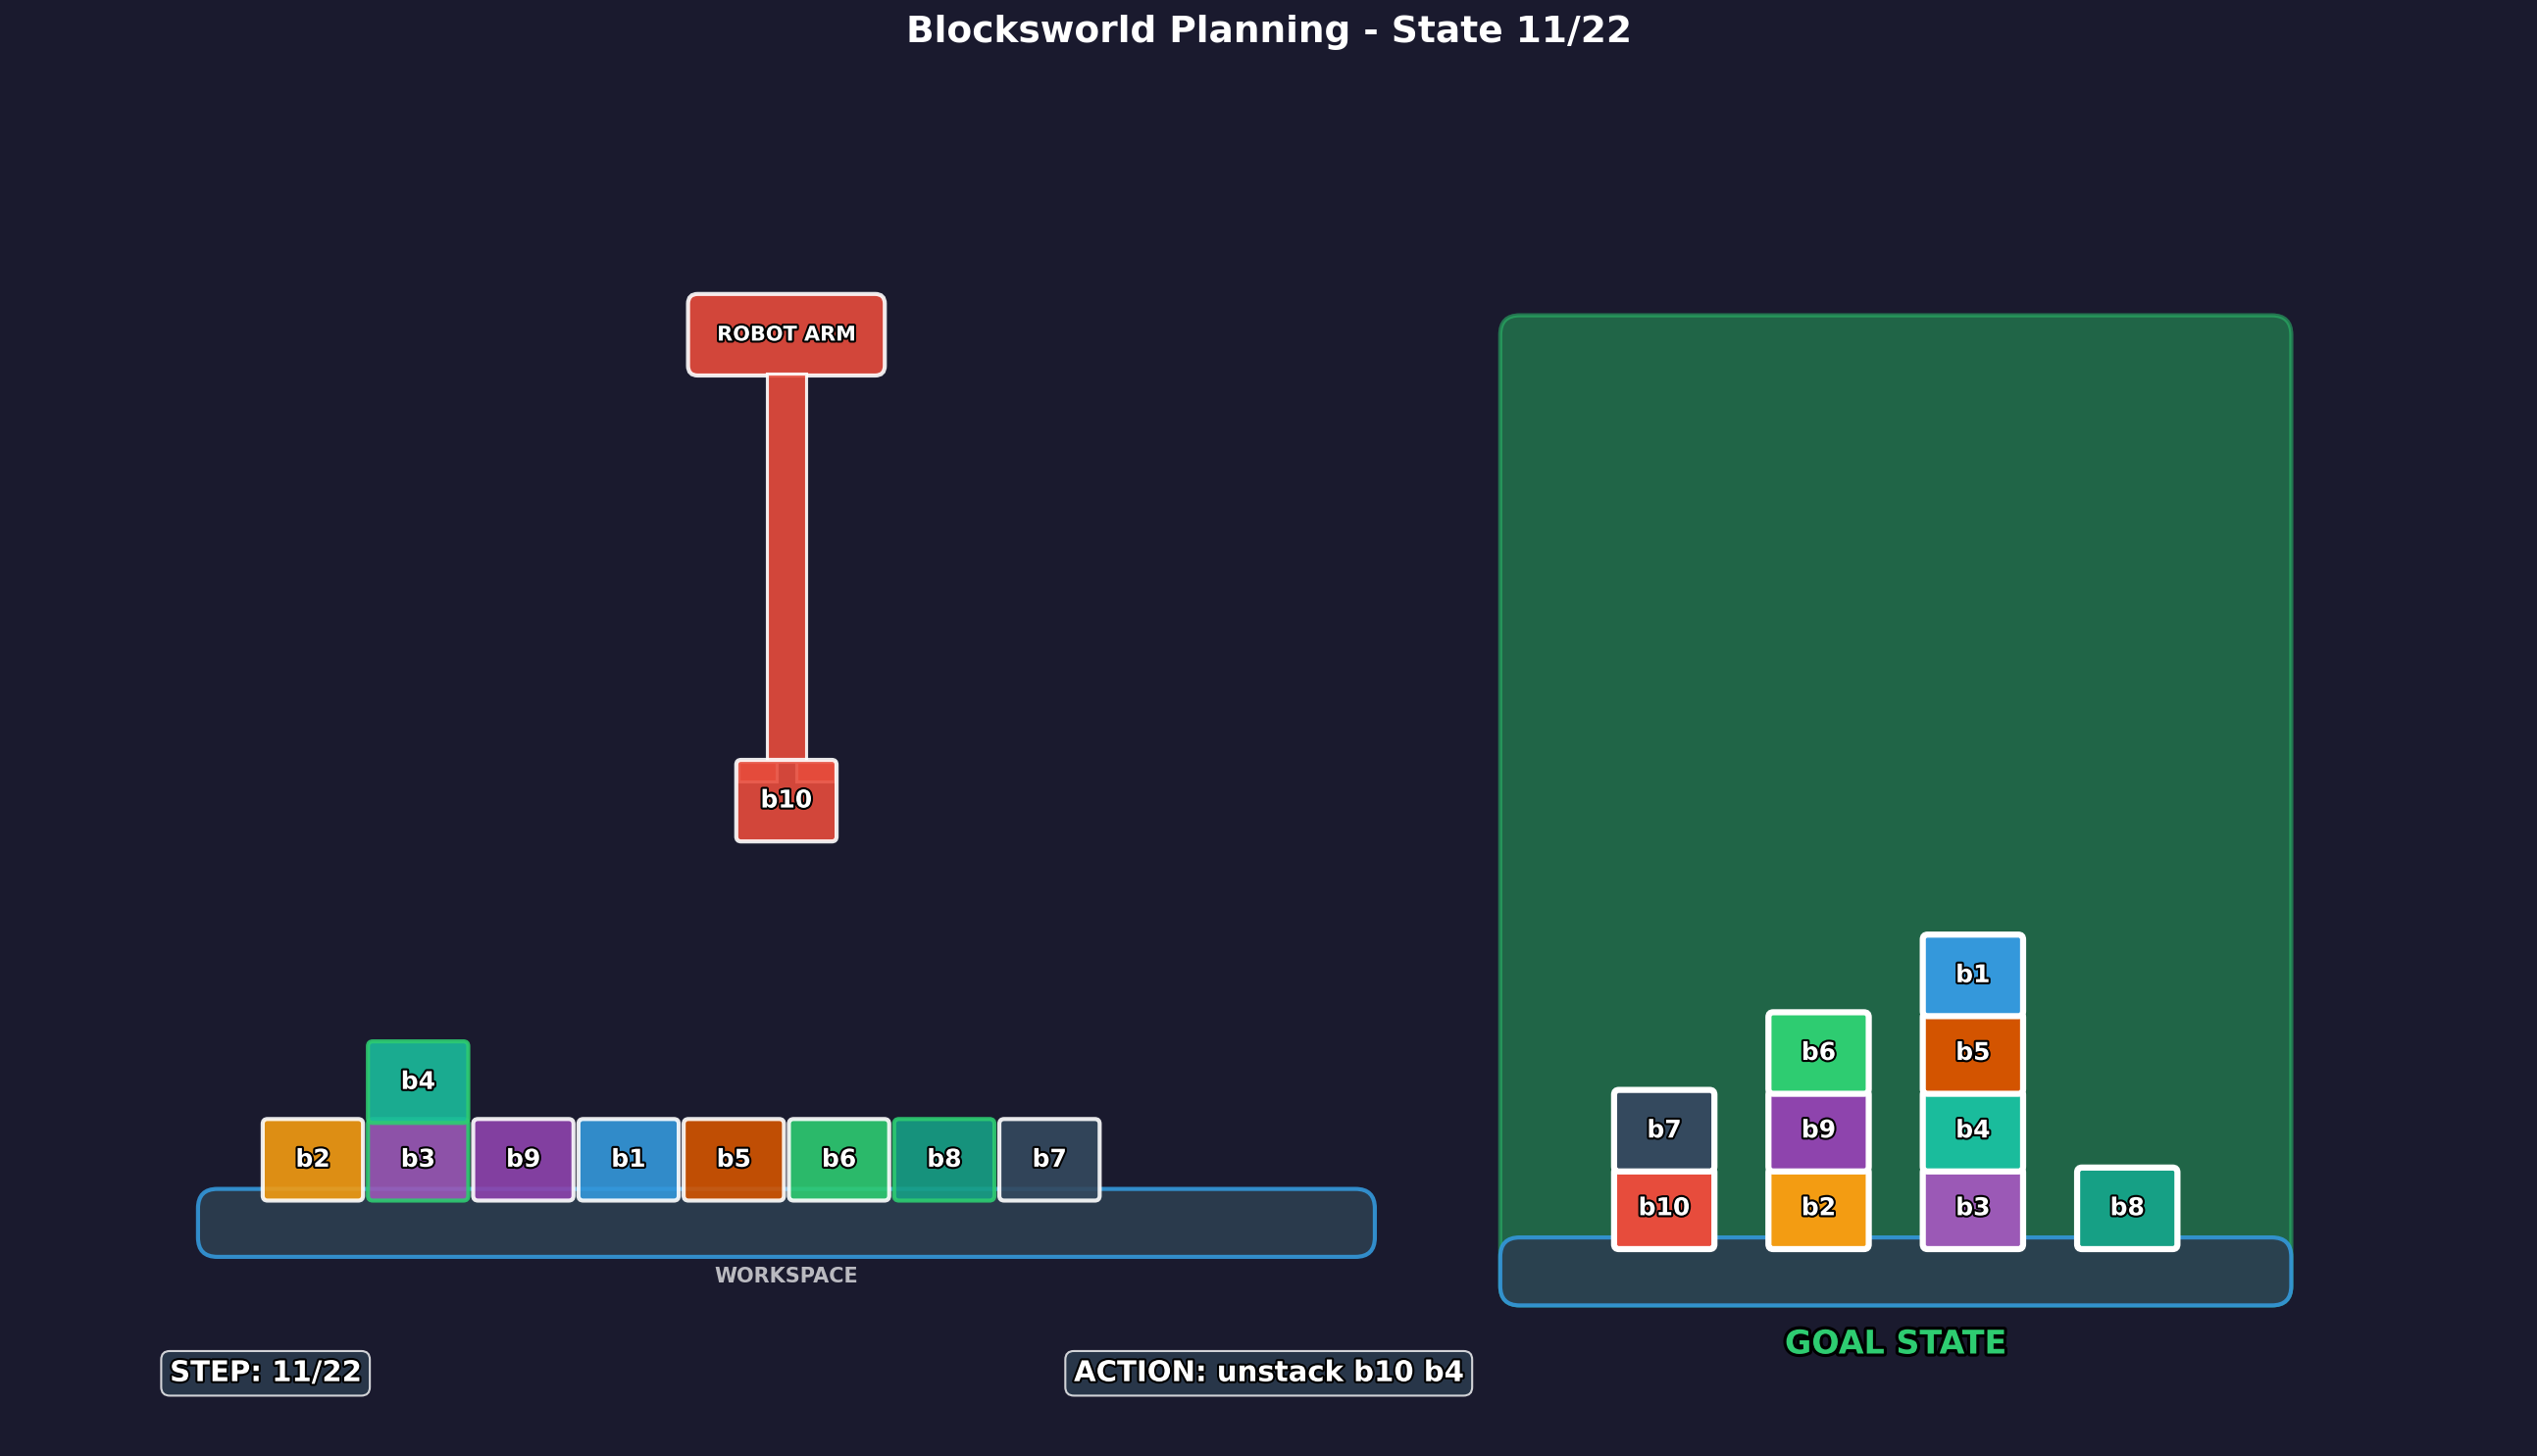 Blocksworld Planning - State 11/22
ROBOT ARM
b10
b4
b2 b3 b9 b1 b5 b6 b8 b7
WORKSPACE
b1
b6 b5
b7 b9 b4
b10 b2 b3 b8
GOAL STATE
STEP: 11/22
ACTION: unstack b10 b4